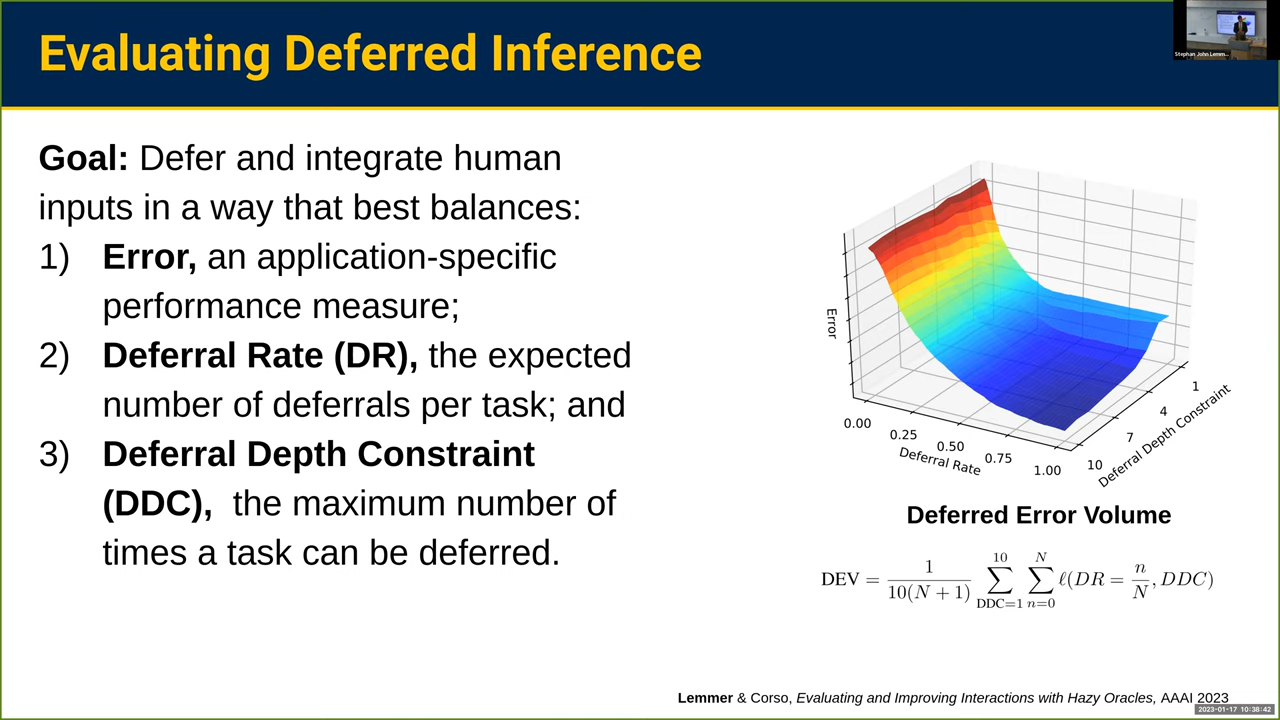 Evaluating Deferred Inference
Stephan John Lemm...
Goal: Defer and integrate human
inputs in a way that best balances:
1) Error, an application-specific
performance measure;
2) Deferral Rate (DR), the expected
number of deferrals per task; and
3) Deferral Depth Constraint
(DDC), the maximum number of
times a task can be deferred.
Error
0.00
0.25
0.50
0.75
1.00
Deferral Rate
1
4
7
10
Deferral Depth Constraint
Deferred Error Volume
DEV = 1/10(N + 1) ∑_{DDC=1}^{10} ∑_{n=0}^{N} ℓ(DR = n/N, DDC)
Lemmer & Corso, Evaluating and Improving Interactions with Hazy Oracles, AAAI 2023
2023-01-17 10:38:42